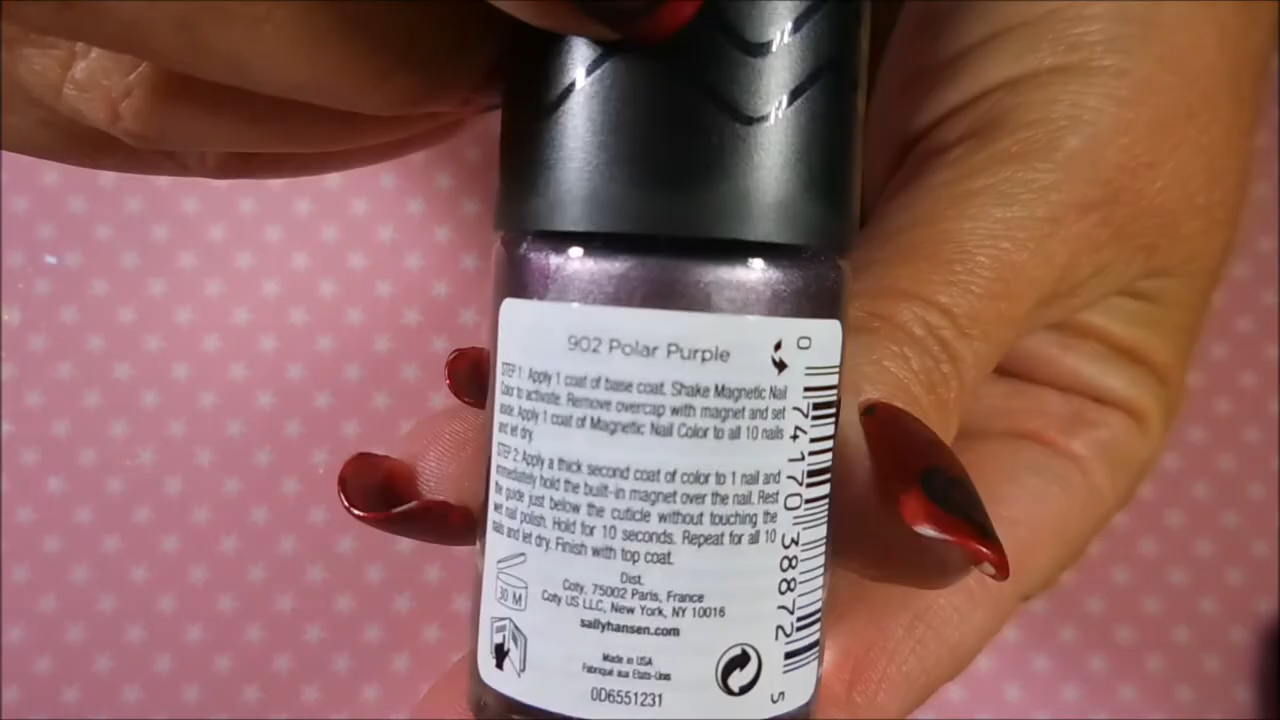 902 Polar Purple
STEP 1: Apply 1 coat of base coat. Shake Magnetic Nail
Color to activate. Remove overcap with magnet and set
aside. Apply 1 coat of Magnetic Nail Color to all 10 nails
and let dry.
STEP 2: Apply a thick second coat of color to 1 nail and
immediately hold the built-in magnet over the nail. Rest
the guide just below the cuticle without touching the
wet nail polish. Hold for 10 seconds. Repeat for all 10
nails and let dry. Finish with top coat.
30 M
Dist.
Coty, 75002 Paris, France
Coty US LLC, New York, NY 10016
sallyhansen.com
Made in USA
Fabriqué aux Etats-Unis
0D6551231
0 74170 38872 5